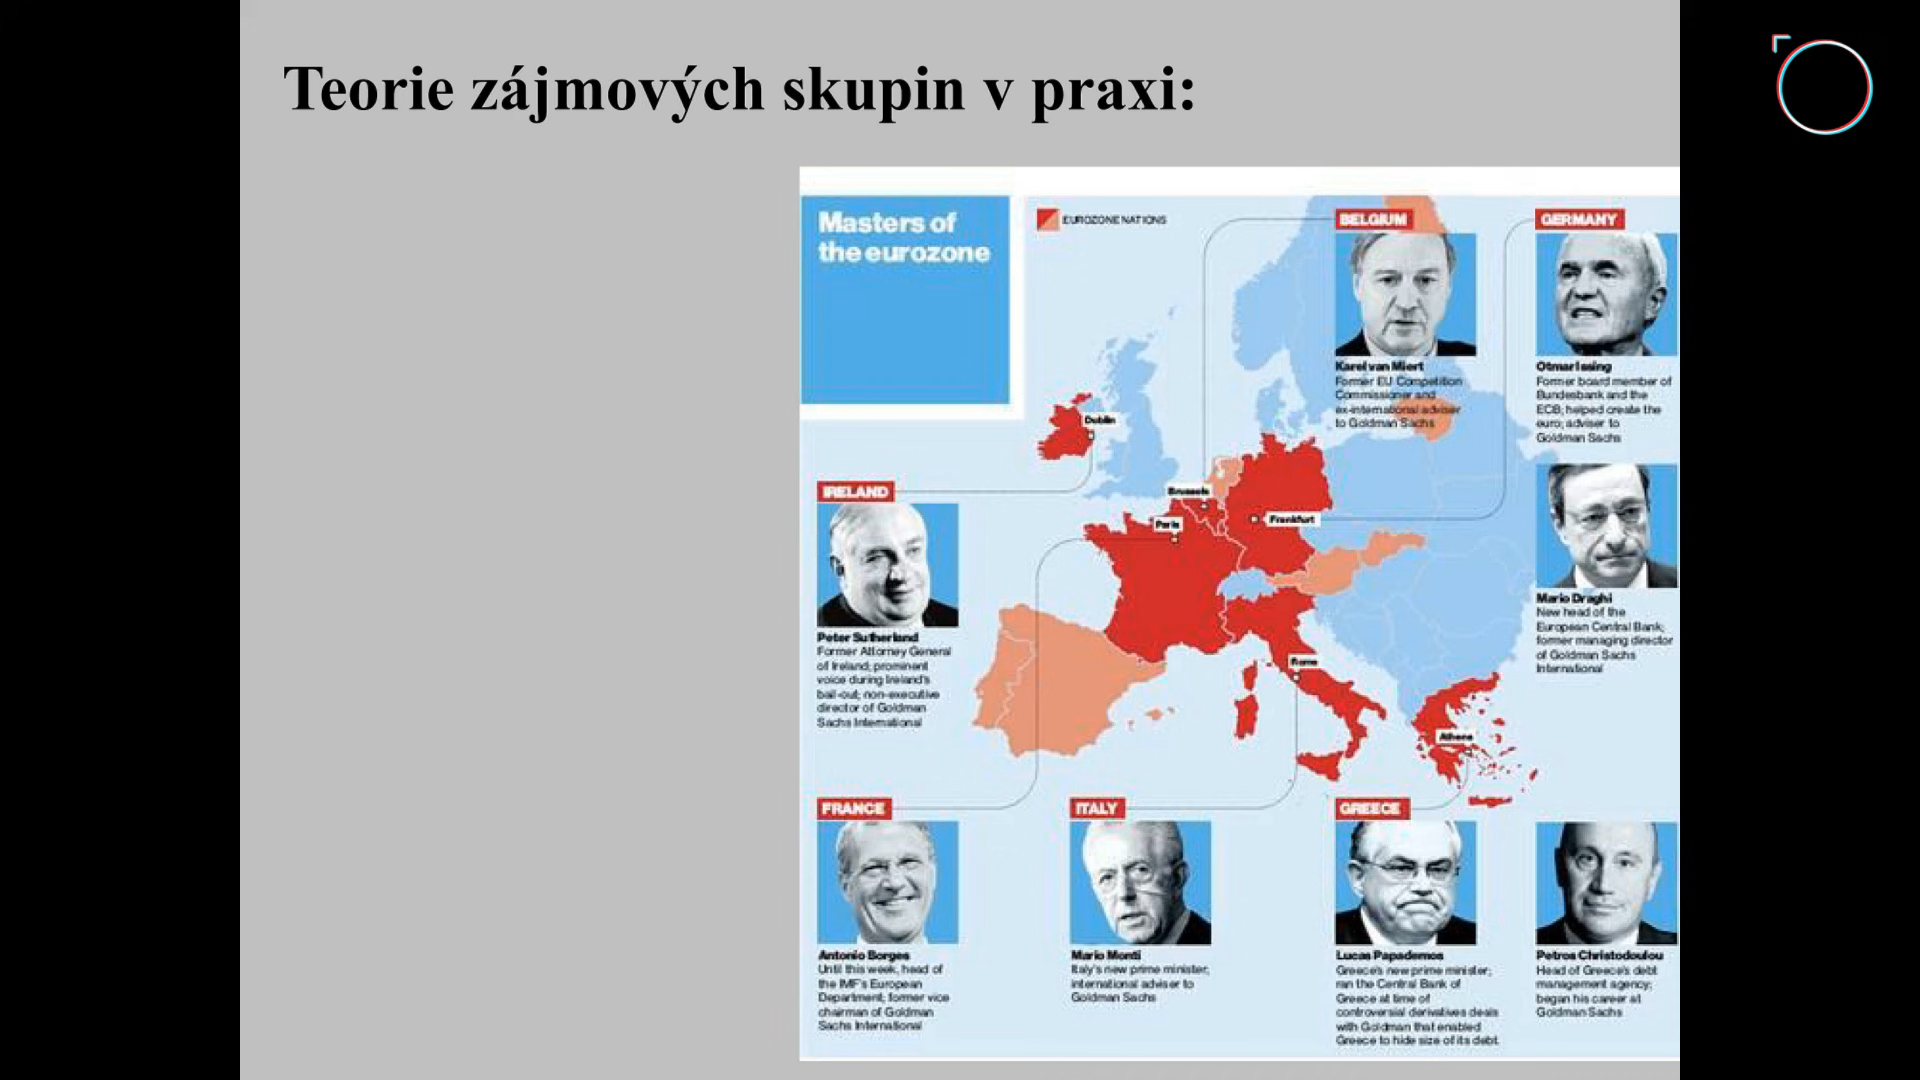 Teorie zájmových skupin v praxi:
Masters of
the eurozone
EUROZONE NATIONS
BELGIUM
Karel van Miert
Former EU Competition
Commissioner and
ex-international adviser
to Goldman Sachs
GERMANY
Otmar Issing
Former board member of
Bundesbank and the
ECB; helped create the
euro; adviser to
Goldman Sachs
Mario Draghi
New head of the
European Central Bank;
former managing director
of Goldman Sachs
International
Dublin
Brussels
Paris
Frankfurt
Rome
Athens
IRELAND
Peter Sutherland
Former Attorney General
of Ireland; prominent
voice during Ireland's
bail-out; non-executive
director of Goldman
Sachs International
FRANCE
Antonio Borges
Until this week, head of
the IMF's European
Department; former vice
chairman of Goldman
Sachs International
ITALY
Mario Monti
Italy's new prime minister;
international adviser to
Goldman Sachs
GREECE
Lucas Papademos
Greece's new prime minister;
ran the Central Bank of
Greece at time of
controversial derivatives deals
with Goldman that enabled
Greece to hide size of its debt
Petros Christodoulou
Head of Greece's debt
management agency;
began his career at
Goldman Sachs